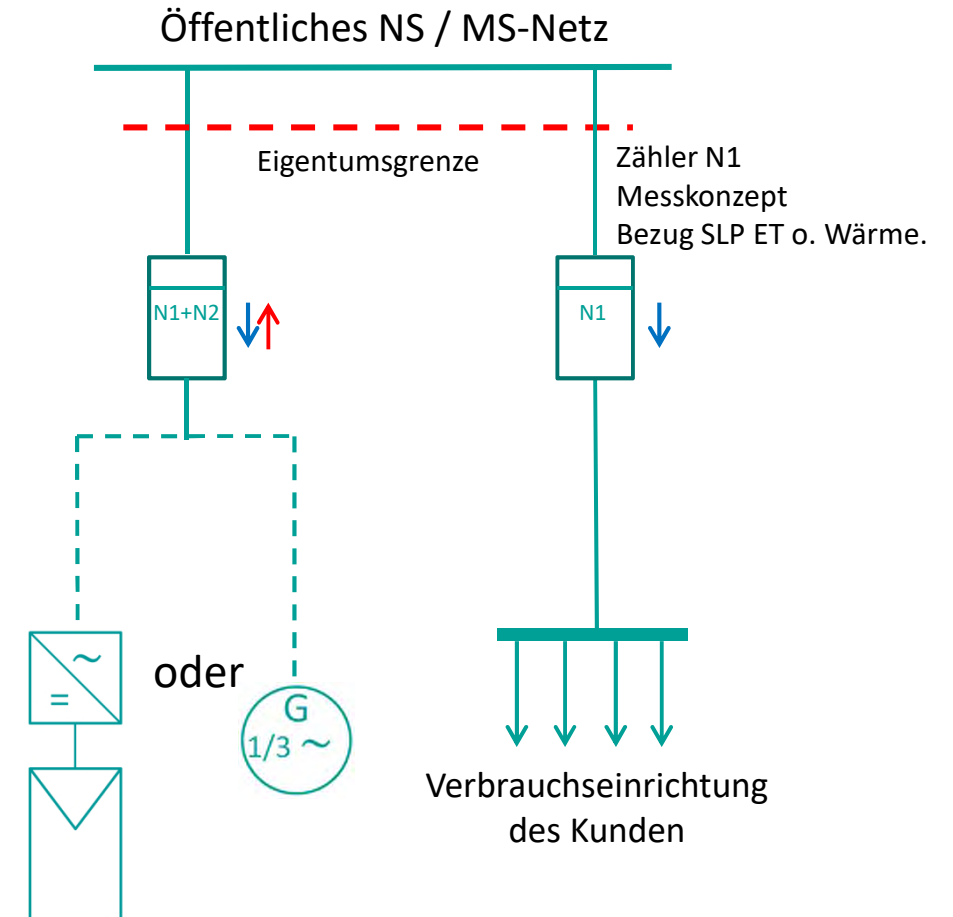 Öffentliches NS / MS-Netz
Eigentumsgrenze
Zähler N1
Messkonzept
Bezug SLP ET o. Wärme.
N1+N2
N1
~
=
oder
G
1/3 ~
Verbrauchseinrichtung
des Kunden